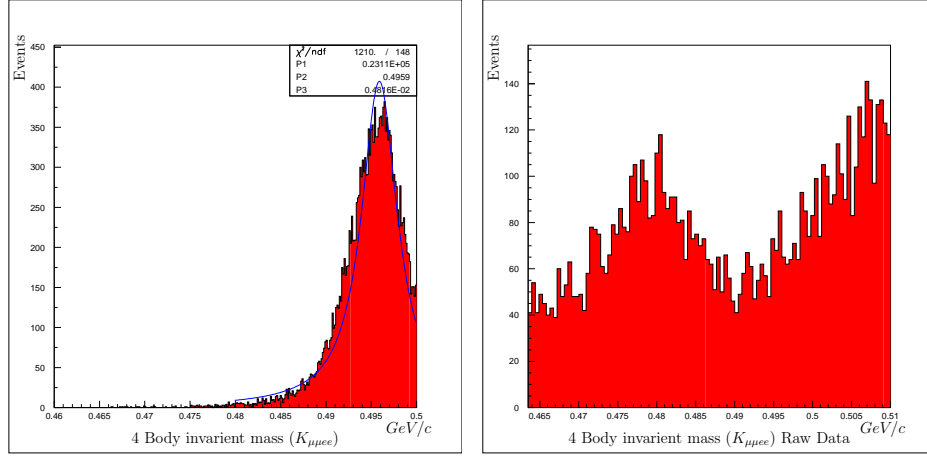 Events
450
400
350
300
250
200
150
100
50
0
χ²/ndf 1210. / 148
P1 0.2311E+05
P2 0.4959
P3 0.4816E-02
0.46 0.465 0.47 0.475 0.48 0.485 0.49 0.495 0.5
GeV/c
4 Body invarient mass (Kμμee)
Events
140
120
100
80
60
40
20
0
0.465 0.47 0.475 0.48 0.485 0.49 0.495 0.5 0.505 0.51
GeV/c
4 Body invarient mass (Kμμee) Raw Data